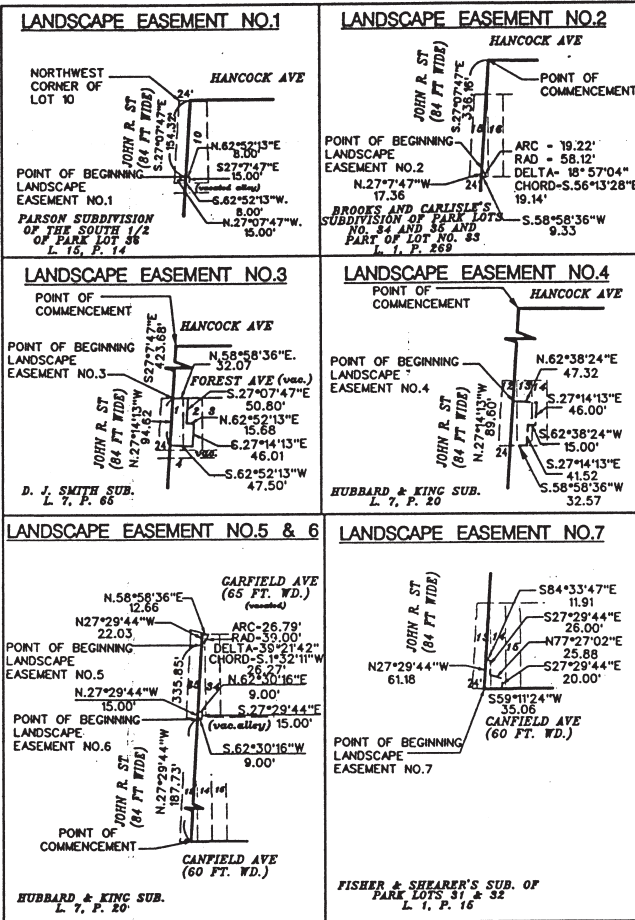 LANDSCAPE EASEMENT NO.1
NORTHWEST
CORNER OF
LOT 10
HANCOCK AVE
24'
JOHN R. ST
(84 FT WIDE)
S.27°07'47"E
154.32'
10
N.62°52'13"E
8.00'
S27°7'47"E
15.00'
(vacated alley)
POINT OF BEGINNING
LANDSCAPE
EASEMENT NO.1
S.62°52'13"W.
8.00'
N.27°07'47"W.
15.00'
PARSON SUBDIVISION
OF THE SOUTH 1/2
OF PARK LOT 36
L. 15, P. 14
LANDSCAPE EASEMENT NO.2
HANCOCK AVE
POINT OF
COMMENCEMENT
JOHN R. ST
(84 FT WIDE)
S.27°07'47"E
336.16'
15 16
POINT OF BEGINNING
LANDSCAPE
EASEMENT NO.2
ARC = 19.22'
RAD = 58.12'
DELTA= 18°57'04"
CHORD=S.56°13'28"E
19.14'
N.27°7'47"W
17.36
24'
S.58°58'36"W
9.33
BROOKS AND CARLISLE'S
SUBDIVISION OF PARK LOTS
NO. 34 AND 35 AND
PART OF LOT NO. 33
L. 1, P. 269
LANDSCAPE EASEMENT NO.3
POINT OF
COMMENCEMENT
HANCOCK AVE
S27°7'47"E
423.68'
POINT OF BEGINNING
LANDSCAPE
EASEMENT NO.3
N.58°58'36"E.
32.07
FOREST AVE (vac.)
S.27°07'47"E
50.80'
1 2 3
N.62°52'13"E
15.68
S.27°14'13"E
46.01
JOHN R. ST
(84 FT WIDE)
N.27°14'13"W
94.62
24'
vac.
4
S.62°52'13"W
47.50'
D. J. SMITH SUB.
L. 7, P. 65
LANDSCAPE EASEMENT NO.4
POINT OF
COMMENCEMENT
HANCOCK AVE
POINT OF BEGINNING
LANDSCAPE
EASEMENT NO.4
N.62°38'24"E
47.32
12 13 14
S.27°14'13"E
46.00'
JOHN R. ST
(84 FT WIDE)
N.27°14'13"W
89.60'
24'
S.62°38'24"W
15.00'
S.27°14'13"E
41.52
S.58°58'36"W
32.57
HUBBARD & KING SUB.
L. 7, P. 20
LANDSCAPE EASEMENT NO.5 & 6
GARFIELD AVE
(65 FT. WD.)
(vacated)
N.58°58'36"E
12.66
N27°29'44"W
22.03
ARC=26.79'
RAD=39.00'
DELTA=39°21'42"
CHORD=S.1°32'11"W
26.27'
POINT OF BEGINNING
LANDSCAPE
EASEMENT NO.5
335.85'
N.62°30'16"E
9.00'
N.27°29'44"W
15.00'
S.27°29'44"E
(vac.alley) 15.00'
POINT OF BEGINNING
LANDSCAPE
EASEMENT NO.6
S.62°30'16"W
9.00'
JOHN R. ST
(84 FT WIDE)
N.27°29'44"W
187.73'
POINT OF
COMMENCEMENT
CANFIELD AVE
(60 FT. WD.)
HUBBARD & KING SUB.
L. 7, P. 20
LANDSCAPE EASEMENT NO.7
JOHN R. ST
(84 FT WIDE)
S84°33'47"E
11.91
S27°29'44"E
26.00'
13 14 15
N77°27'02"E
25.88
N27°29'44"W
61.18
S27°29'44"E
20.00'
24'
S59°11'24"W
35.06
CANFIELD AVE
(60 FT. WD.)
POINT OF BEGINNING
LANDSCAPE
EASEMENT NO.7
FISHER & SHEARER'S SUB. OF
PARK LOTS 31 & 32
L. 1, P. 16